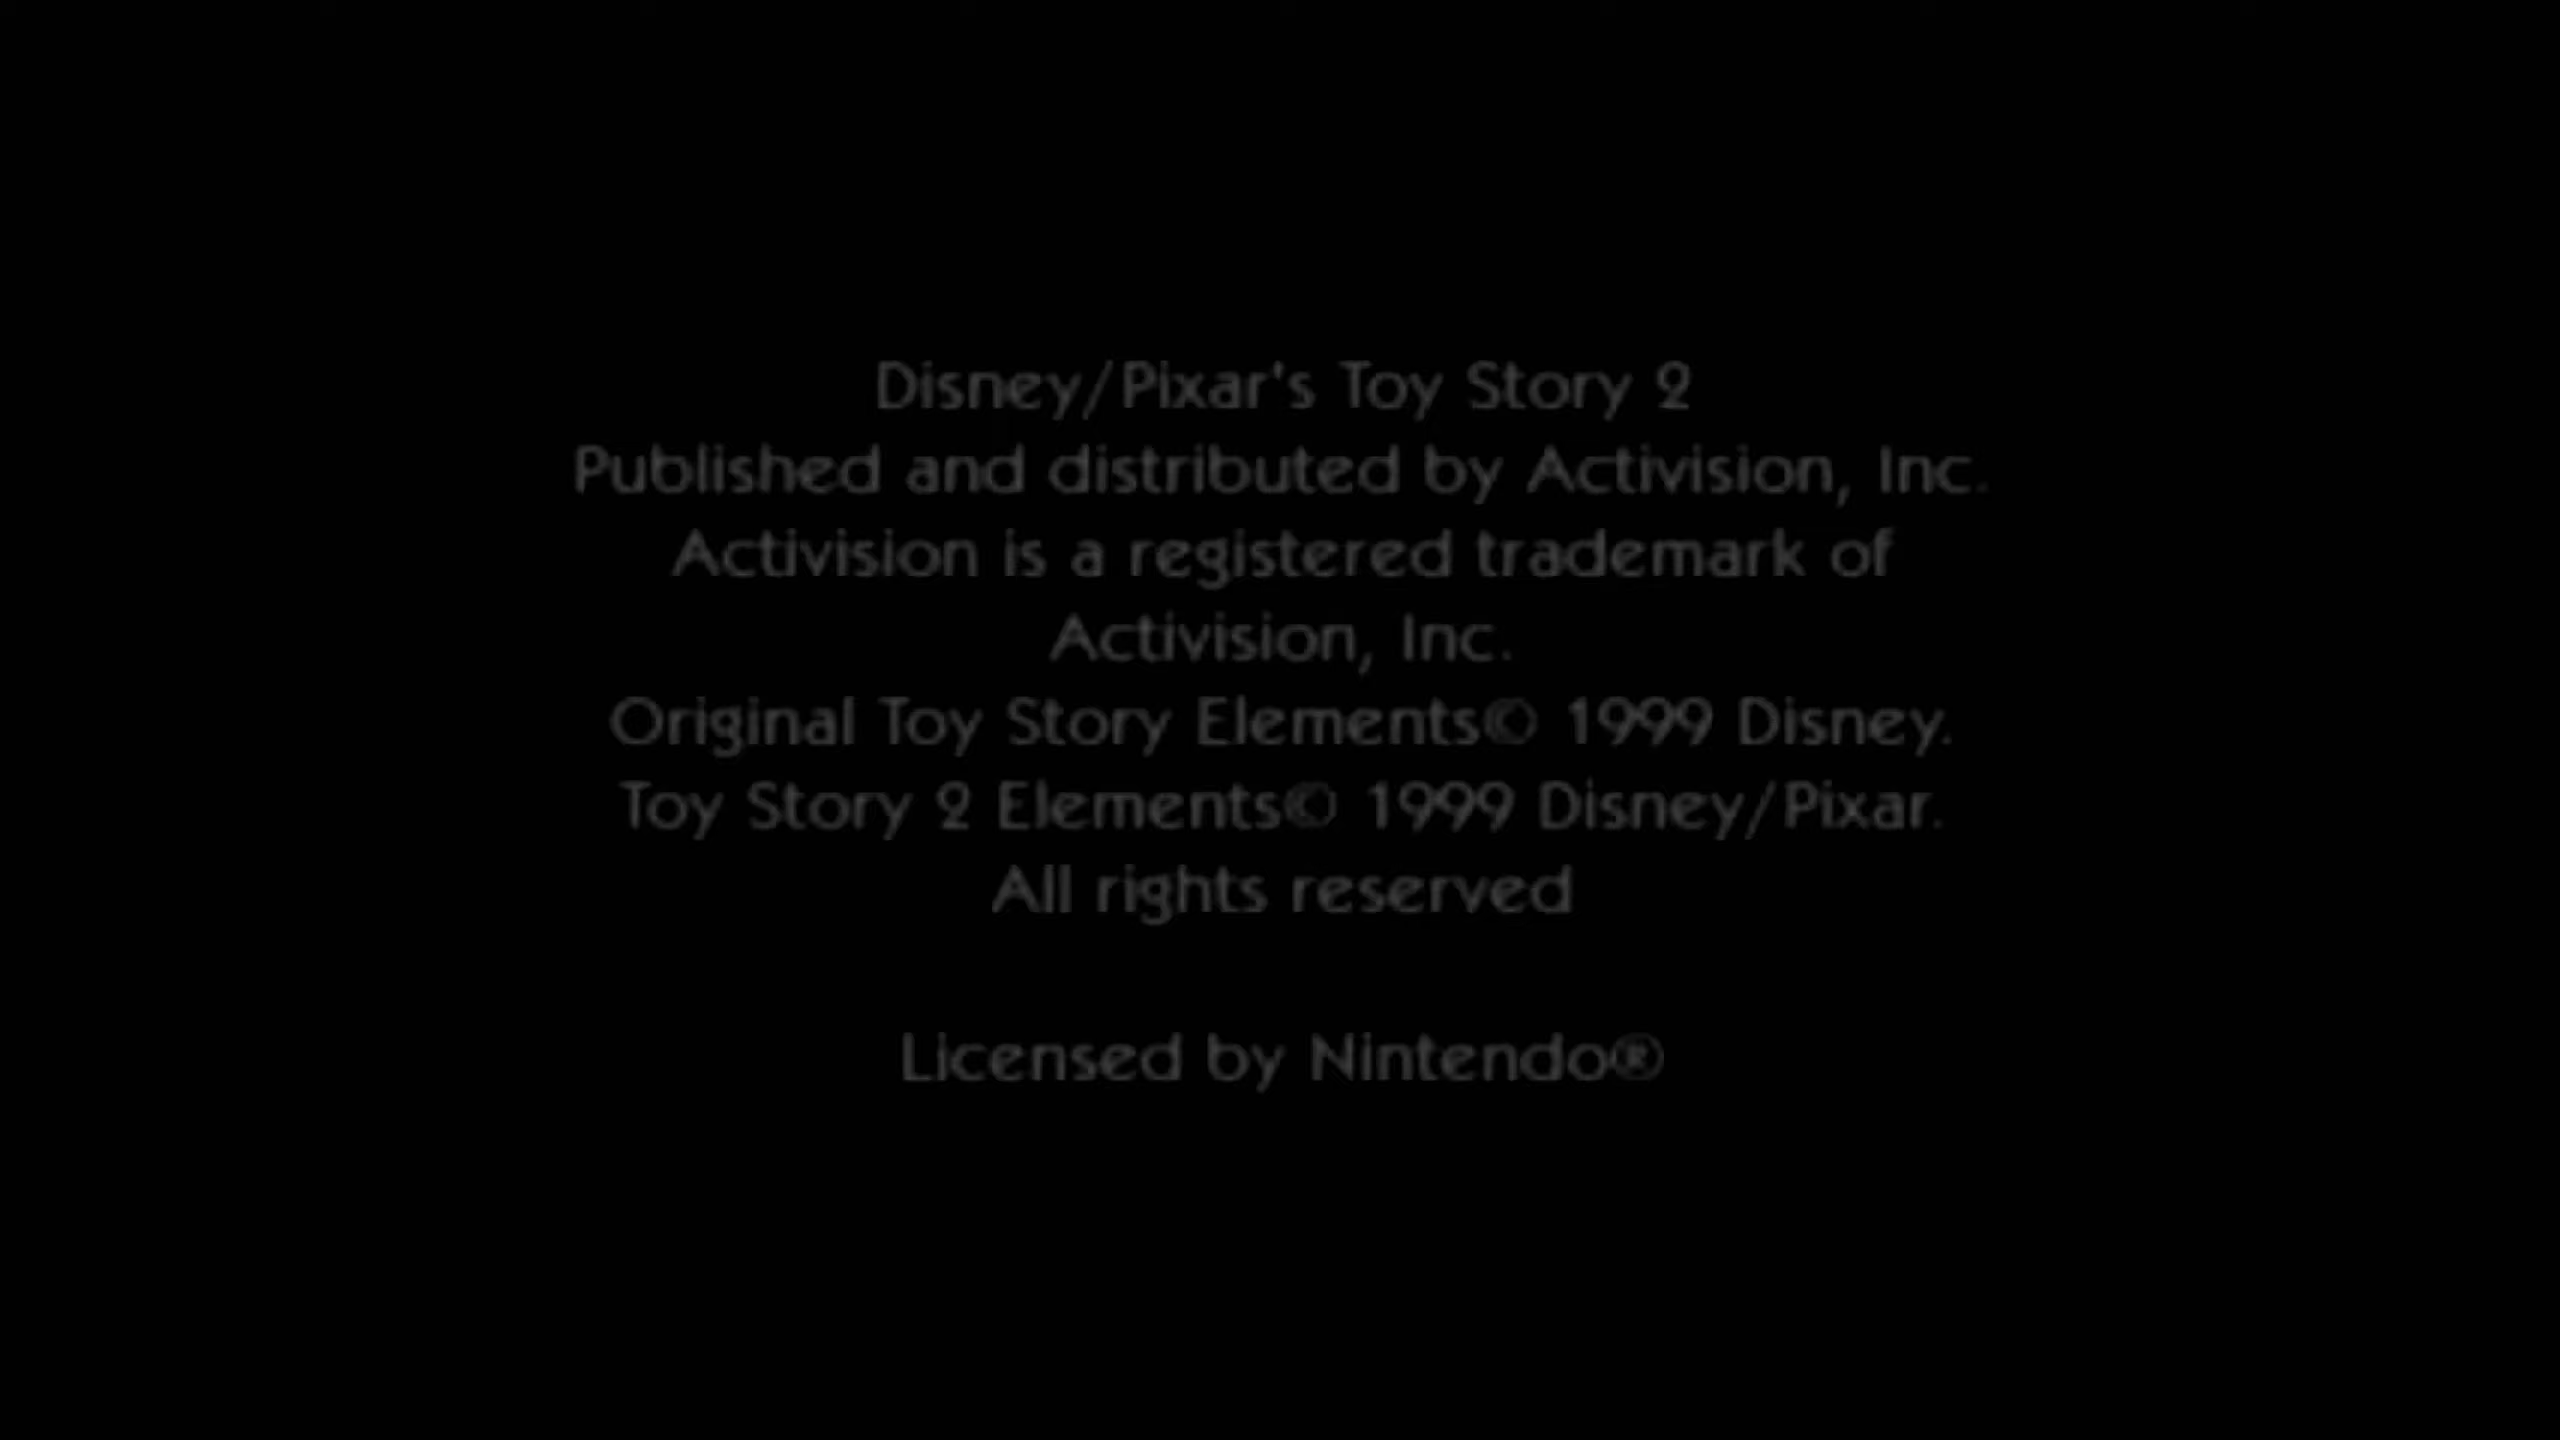 Disney/Pixar's Toy Story 2
Published and distributed by Activision, Inc.
Activision is a registered trademark of
Activision, Inc.
Original Toy Story Elements© 1999 Disney.
Toy Story 2 Elements© 1999 Disney/Pixar.
All rights reserved
Licensed by Nintendo®